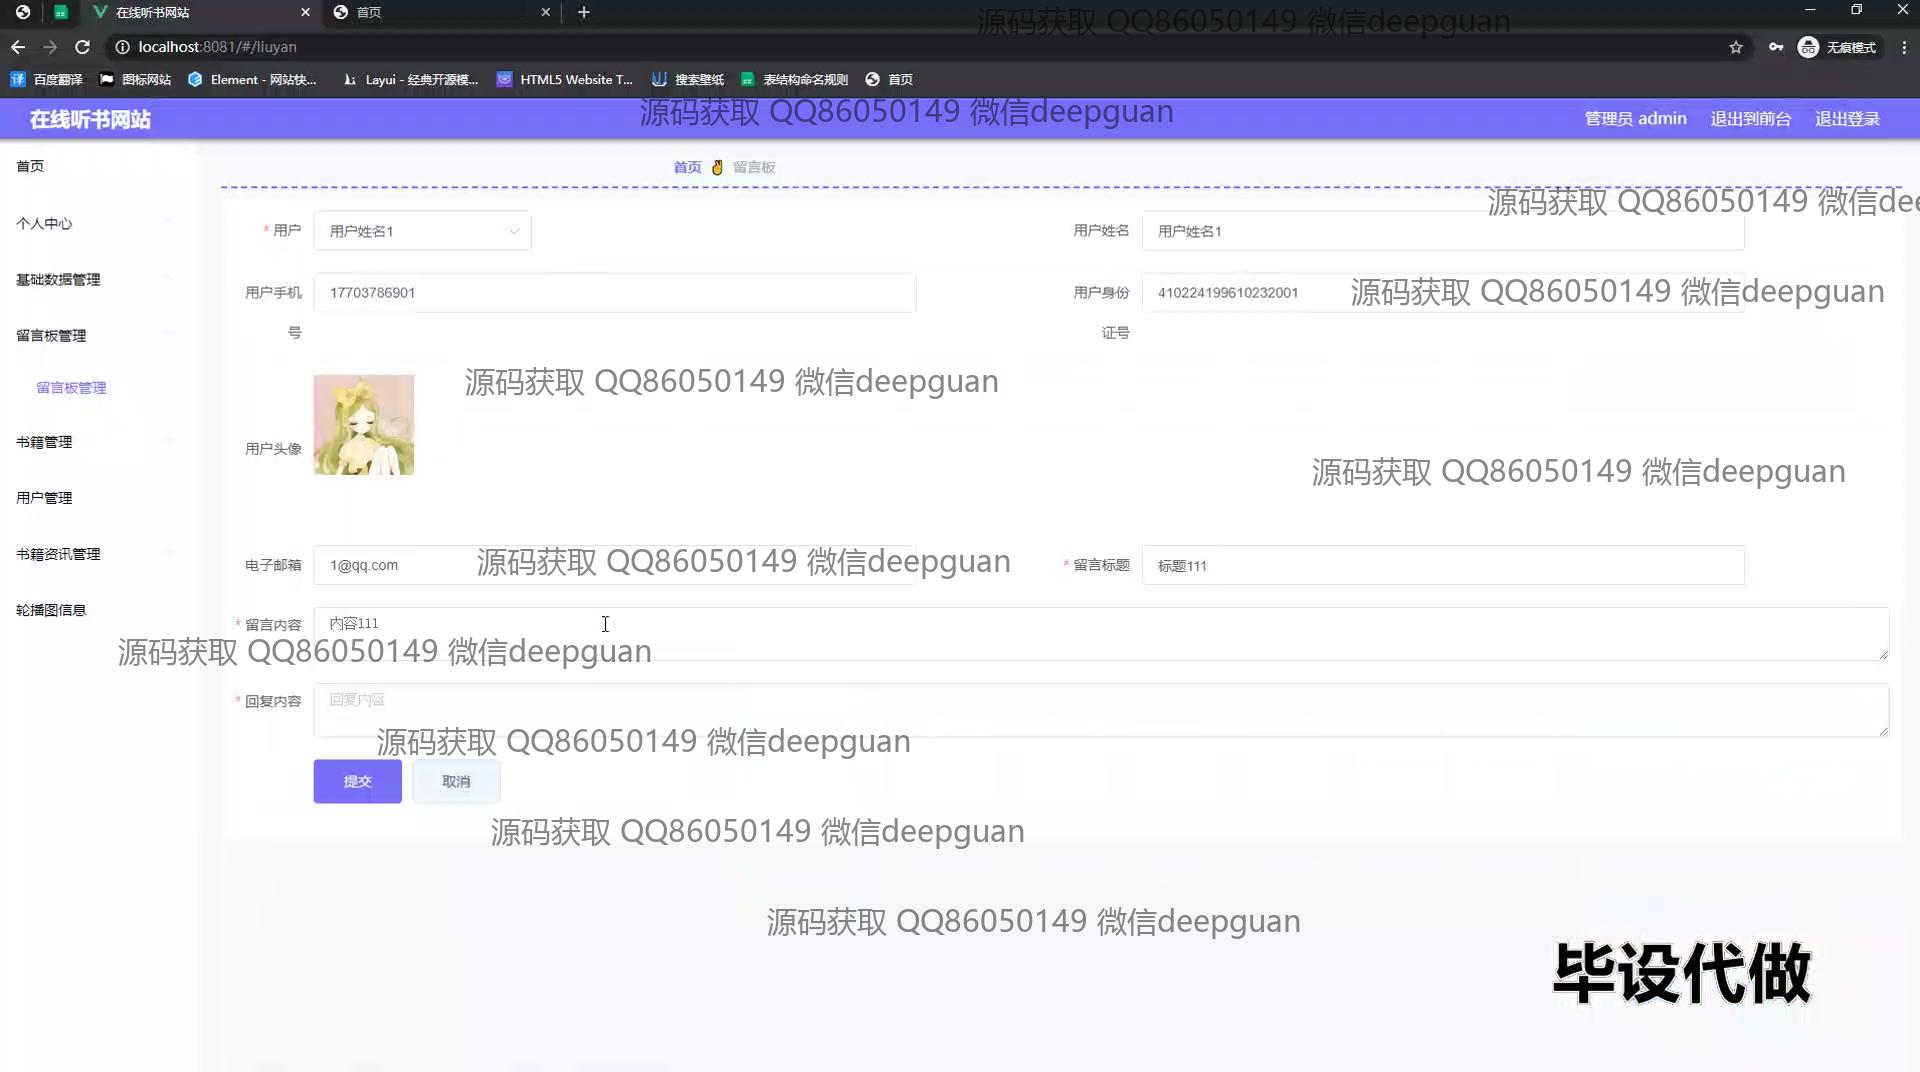 在线听书网站
首页
localhost:8081/#/liuyan
无痕模式
百度翻译
图标网站
Element - 网站快...
Layui - 经典开源模...
HTML5 Website T...
搜索壁纸
表结构命名规则
首页
源码获取 QQ86050149 微信deepguan
在线听书网站
源码获取 QQ86050149 微信deepguan
管理员 admin
退出到前台
退出登录
首页
个人中心
基础数据管理
留言板管理
留言板管理
书籍管理
用户管理
书籍资讯管理
轮播图信息
首页 留言板
源码获取 QQ86050149 微信dee
* 用户
用户姓名1
用户姓名
用户姓名1
用户手机号
17703786901
用户身份证号
410224199610232001
源码获取 QQ86050149 微信deepguan
源码获取 QQ86050149 微信deepguan
用户头像
源码获取 QQ86050149 微信deepguan
电子邮箱
1@qq.com
源码获取 QQ86050149 微信deepguan
* 留言标题
标题111
* 留言内容
内容111
源码获取 QQ86050149 微信deepguan
* 回复内容
回复内容
源码获取 QQ86050149 微信deepguan
提交
取消
源码获取 QQ86050149 微信deepguan
源码获取 QQ86050149 微信deepguan
毕设代做